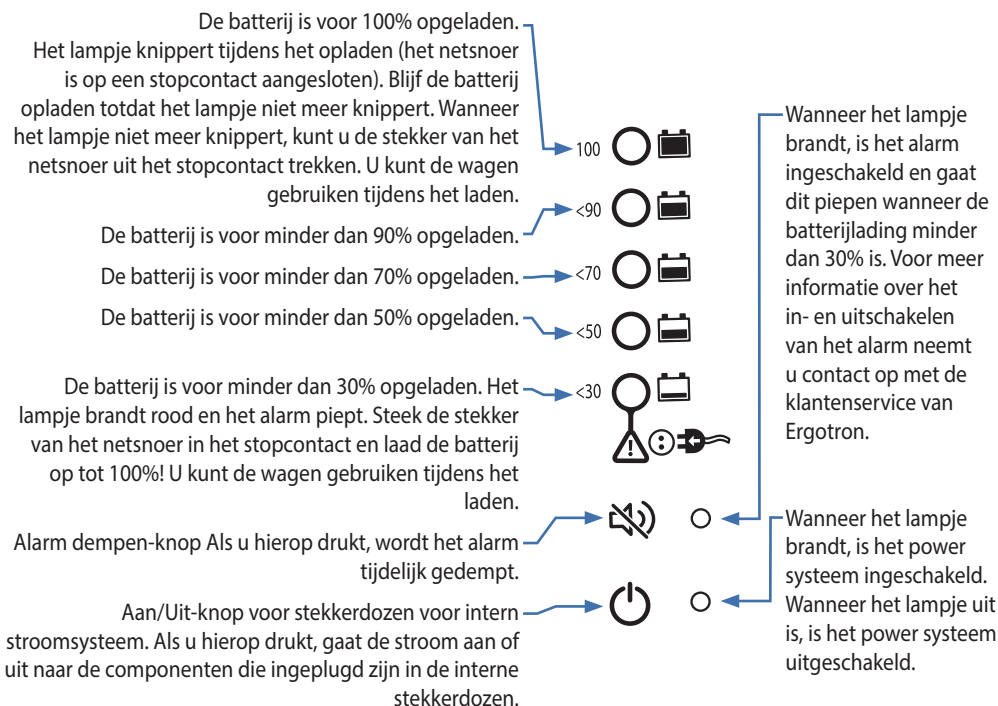 De batterij is voor 100% opgeladen.
Het lampje knippert tijdens het opladen (het netsnoer
is op een stopcontact aangesloten). Blijf de batterij
opladen totdat het lampje niet meer knippert. Wanneer
het lampje niet meer knippert, kunt u de stekker van het
netsnoer uit het stopcontact trekken. U kunt de wagen
gebruiken tijdens het laden.
De batterij is voor minder dan 90% opgeladen.
De batterij is voor minder dan 70% opgeladen.
De batterij is voor minder dan 50% opgeladen.
De batterij is voor minder dan 30% opgeladen. Het
lampje brandt rood en het alarm piept. Steek de stekker
van het netsnoer in het stopcontact en laad de batterij
op tot 100%! U kunt de wagen gebruiken tijdens het
laden.
Alarm dempen-knop Als u hierop drukt, wordt het alarm
tijdelijk gedempt.
Aan/Uit-knop voor stekkerdozen voor intern
stroomsysteem. Als u hierop drukt, gaat de stroom aan of
uit naar de componenten die ingeplugd zijn in de interne
stekkerdozen.
100
<90
<70
<50
<30
Wanneer het lampje
brandt, is het alarm
ingeschakeld en gaat
dit piepen wanneer de
batterijlading minder
dan 30% is. Voor meer
informatie over het
in- en uitschakelen
van het alarm neemt
u contact op met de
klantenservice van
Ergotron.
Wanneer het lampje
brandt, is het power
systeem ingeschakeld.
Wanneer het lampje uit
is, is het power systeem
uitgeschakeld.